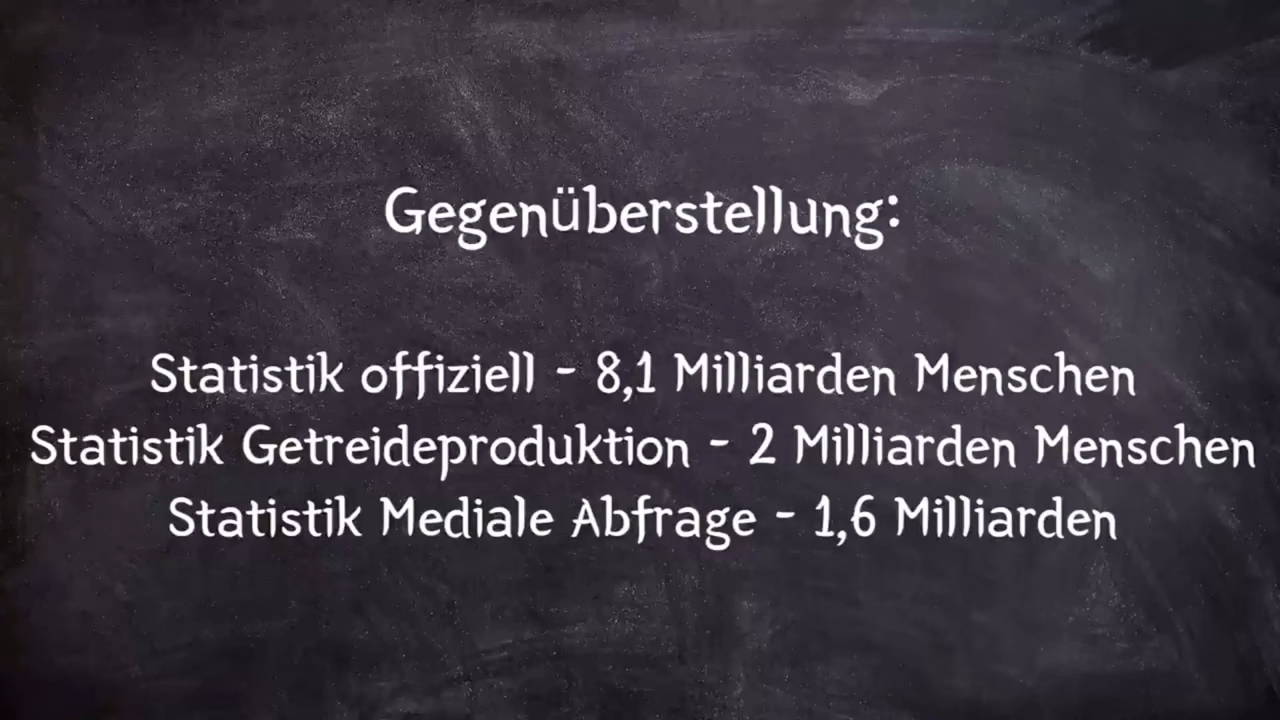 Gegenüberstellung:
Statistik offiziell - 8,1 Milliarden Menschen
Statistik Getreideproduktion - 2 Milliarden Menschen
Statistik Mediale Abfrage - 1,6 Milliarden